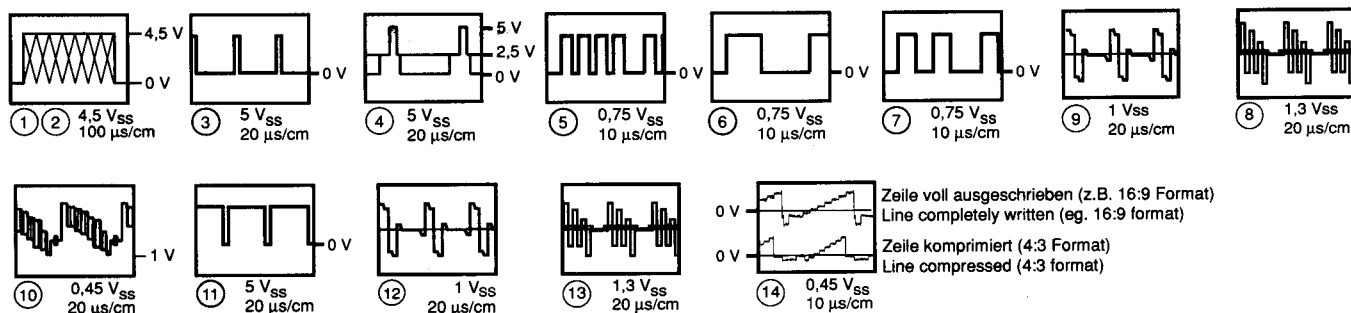 4,5 V
0 V
1 2 4,5 Vss
100 µs/cm
0 V
3 5 Vss
20 µs/cm
5 V
2,5 V
0 V
4 5 Vss
20 µs/cm
0 V
5 0,75 Vss
10 µs/cm
6 0,75 Vss
10 µs/cm
0 V
7 0,75 Vss
10 µs/cm
9 1 Vss
20 µs/cm
8 1,3 Vss
20 µs/cm
1 V
10 0,45 Vss
20 µs/cm
0 V
11 5 Vss
20 µs/cm
12 1 Vss
20 µs/cm
13 1,3 Vss
20 µs/cm
0 V
Zeile voll ausgeschrieben (z.B. 16:9 Format)
Line completely written (eg. 16:9 format)
0 V
Zeile komprimiert (4:3 Format)
Line compressed (4:3 format)
14 0,45 Vss
10 µs/cm